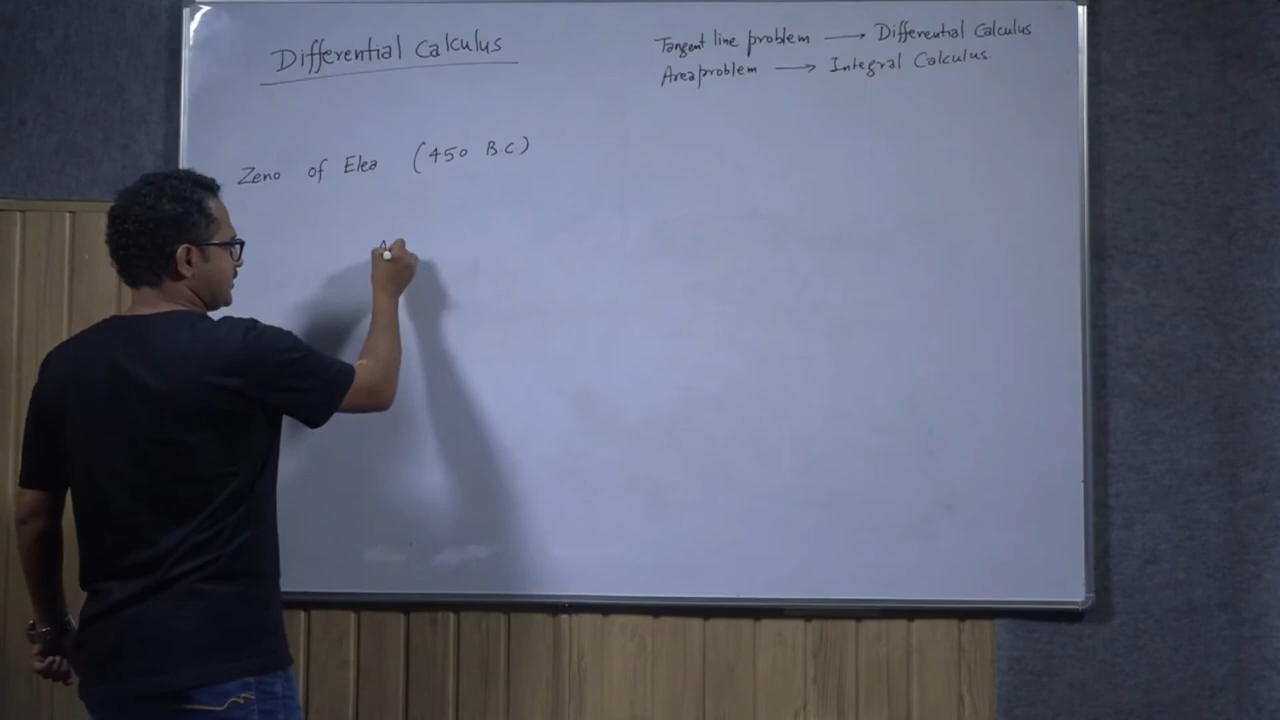 Differential Calculus
Tangent line problem → Differential Calculus
Area problem → Integral Calculus.
Zeno of Elea (450 B.C)